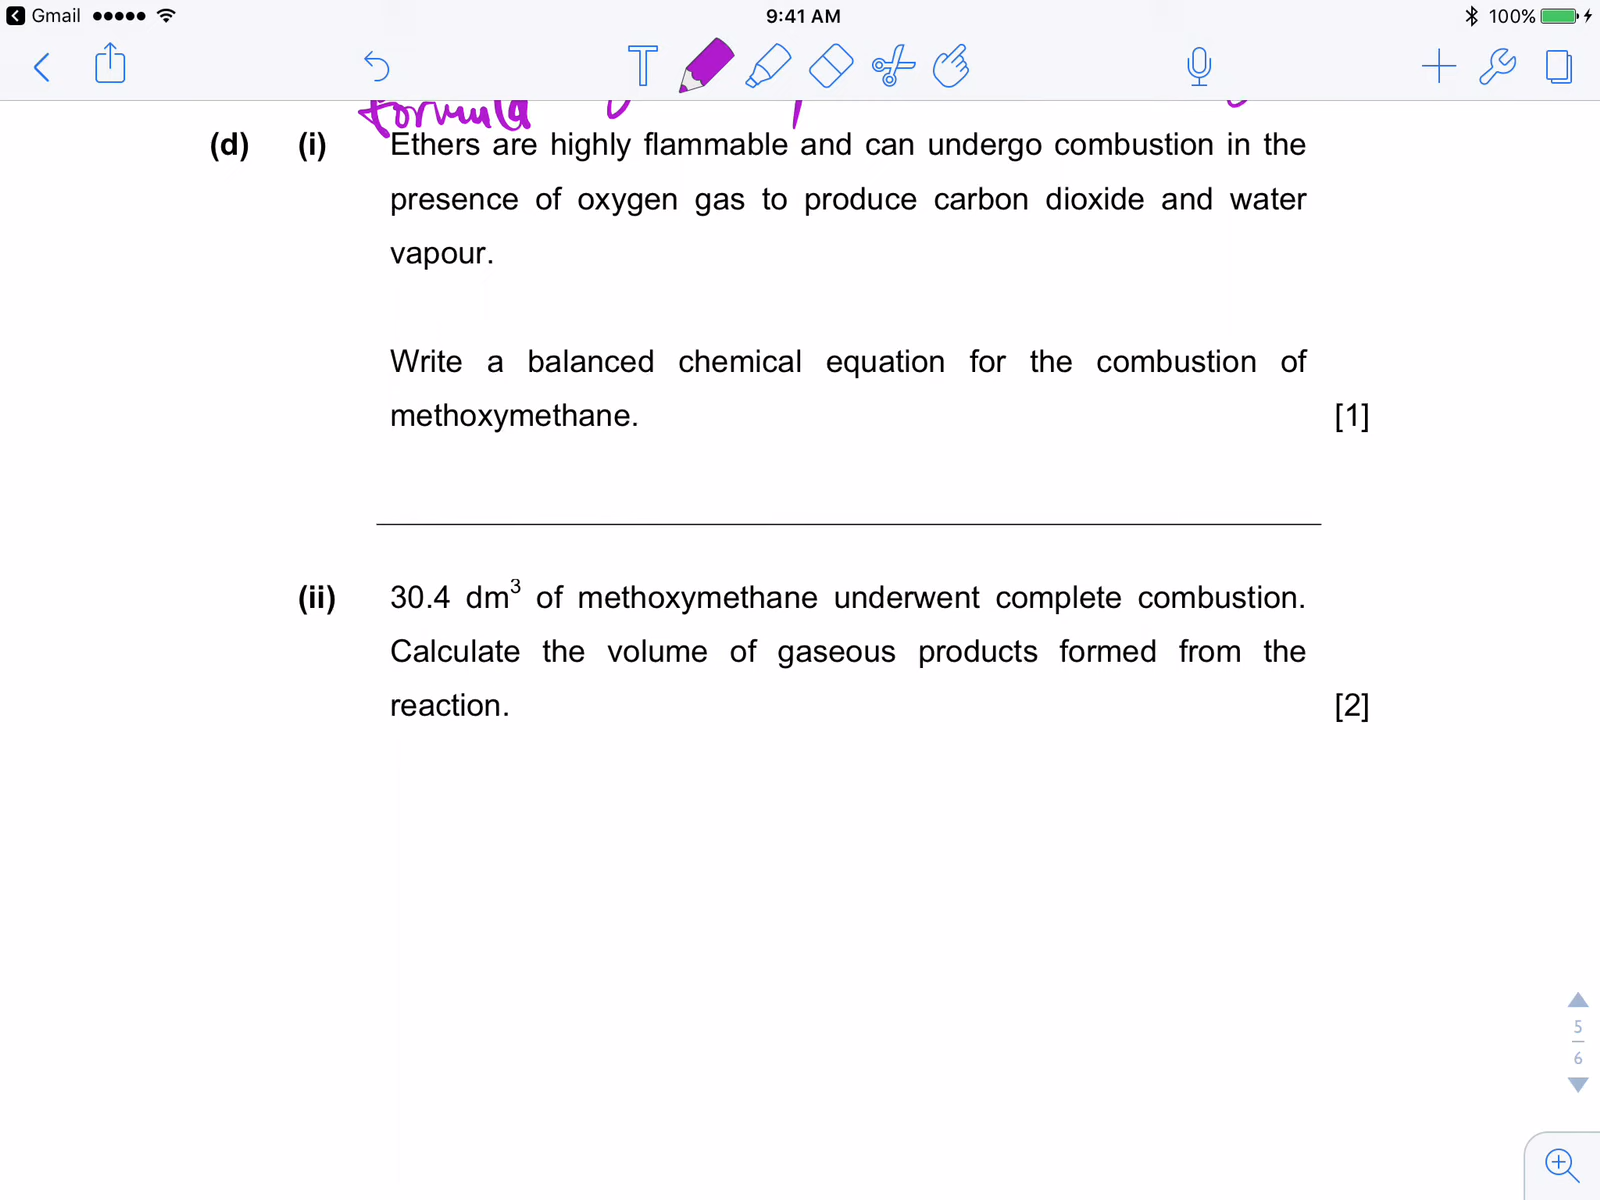 Gmail 9:41 AM 100%
T
formula
(d) (i) Ethers are highly flammable and can undergo combustion in the
presence of oxygen gas to produce carbon dioxide and water
vapour.
Write a balanced chemical equation for the combustion of
methoxymethane. [1]
(ii) 30.4 dm³ of methoxymethane underwent complete combustion.
Calculate the volume of gaseous products formed from the
reaction. [2]
5
6